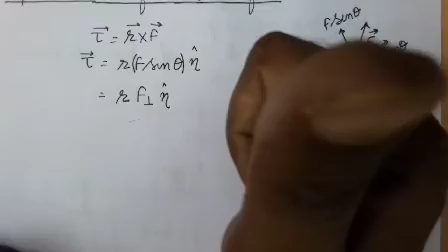 τ⃗ = r⃗ × F⃗
τ⃗ = r(F sinθ) n̂
= r F⊥ n̂
F sinθ
F⃗
θ